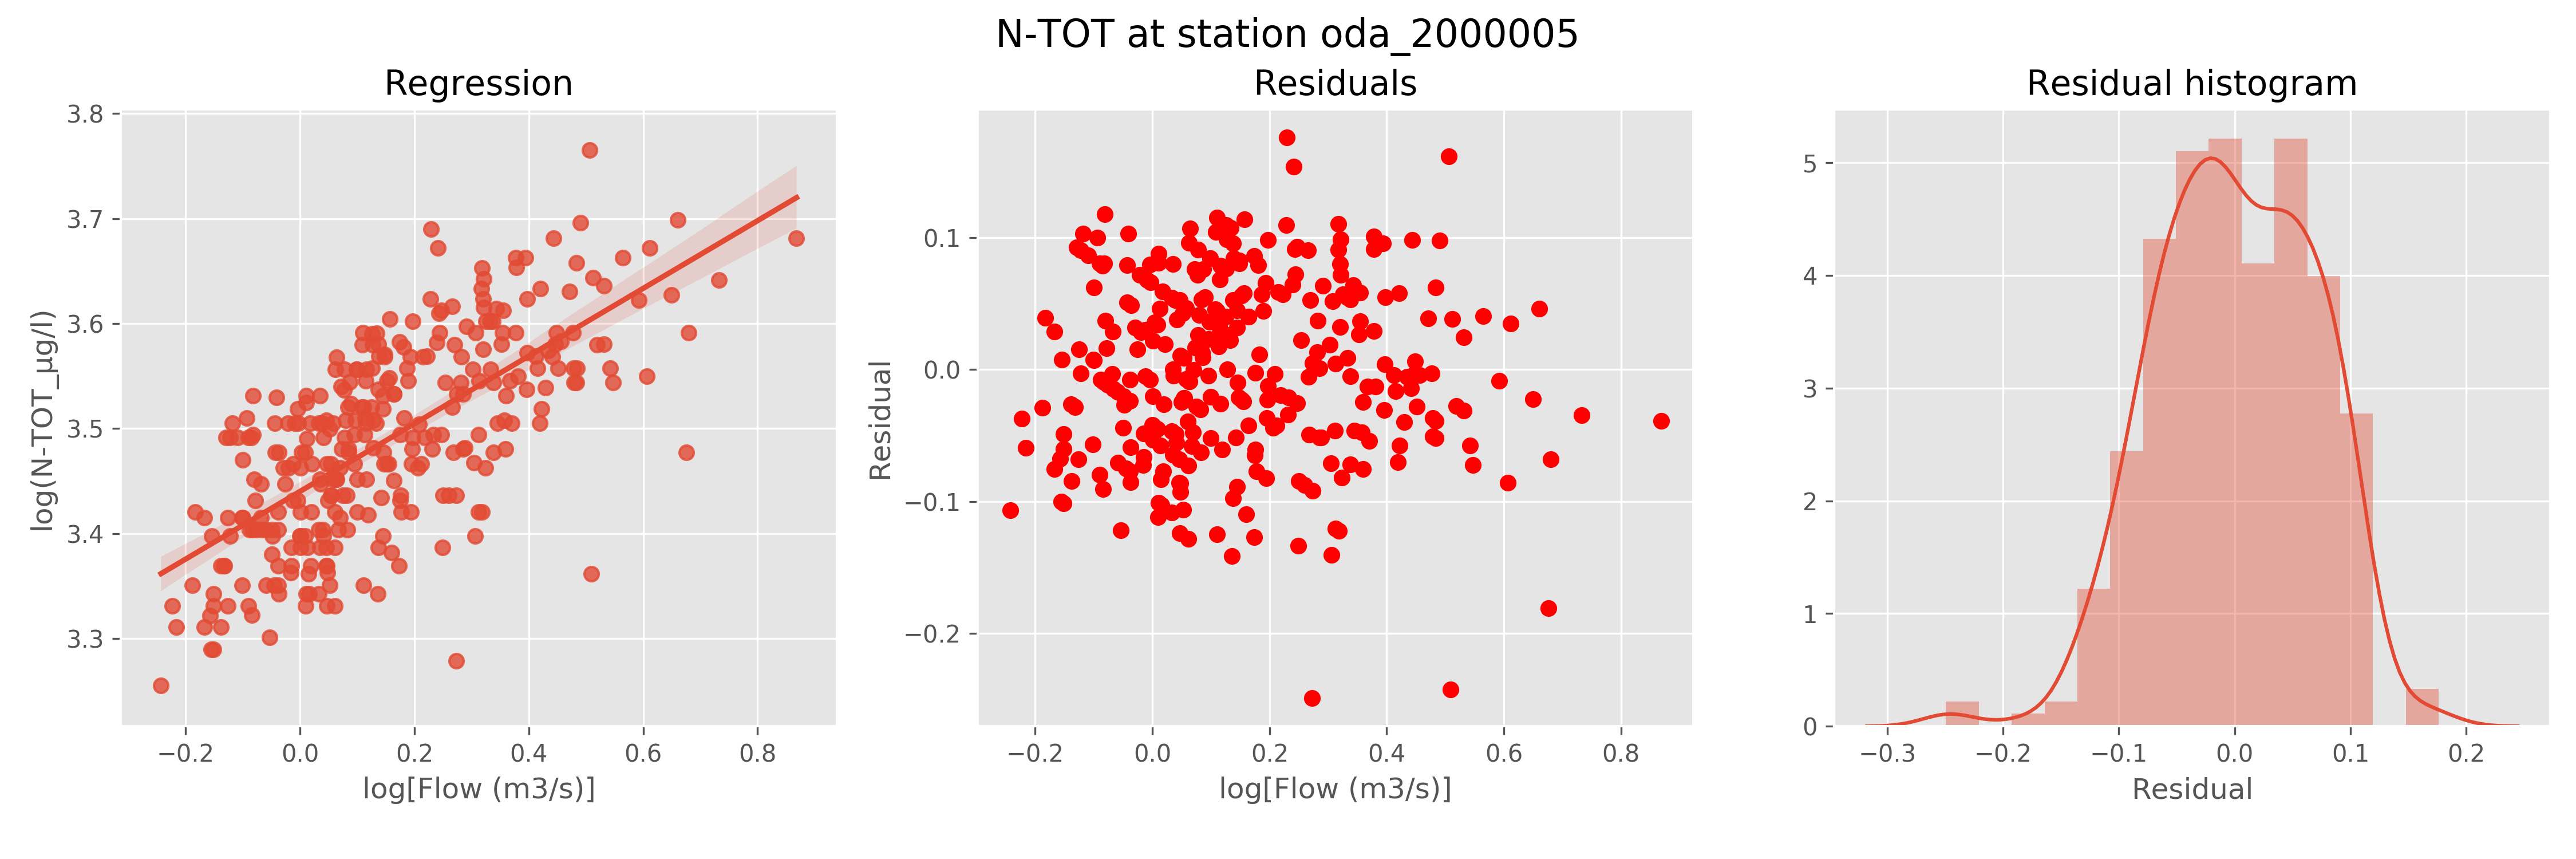 N-TOT at station oda_2000005
Regression
3.8
3.7
3.6
3.5
3.4
3.3
log(N-TOT_µg/l)
−0.2 0.0 0.2 0.4 0.6 0.8
log[Flow (m3/s)]
Residuals
0.1
0.0
−0.1
−0.2
Residual
−0.2 0.0 0.2 0.4 0.6 0.8
log[Flow (m3/s)]
Residual histogram
5
4
3
2
1
0
−0.3 −0.2 −0.1 0.0 0.1 0.2
Residual